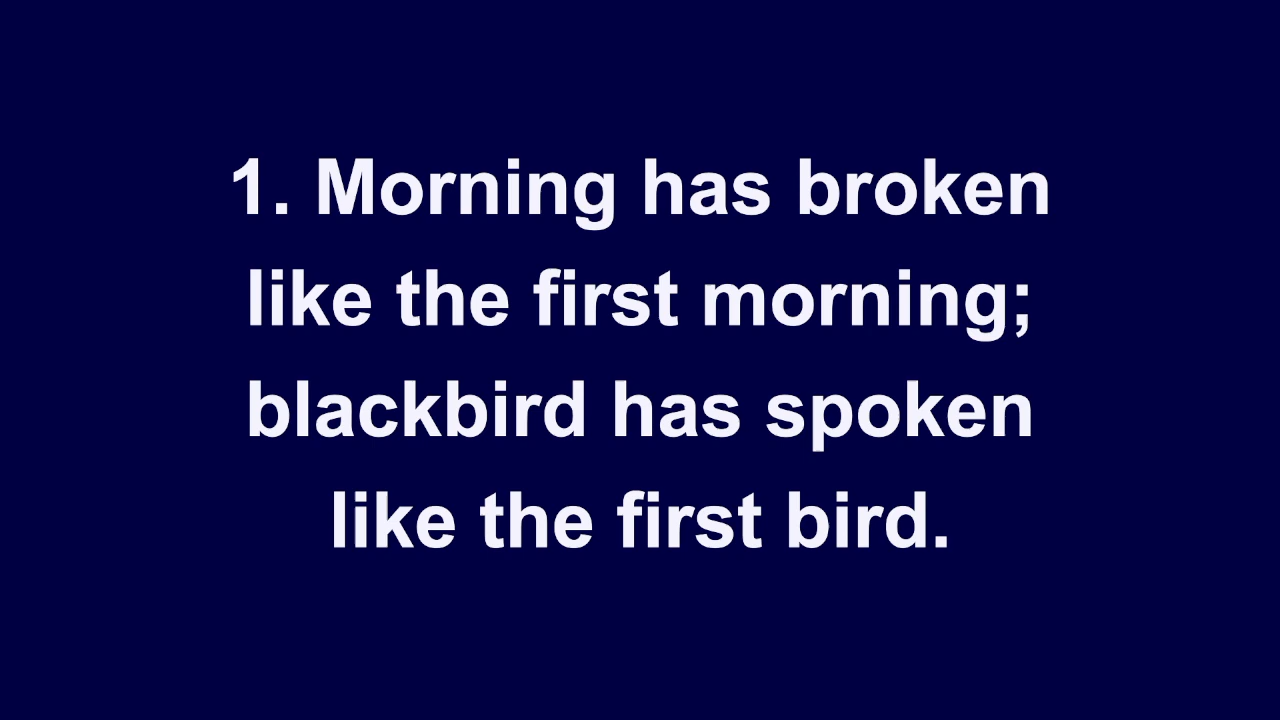 1. Morning has broken
like the first morning;
blackbird has spoken
like the first bird.